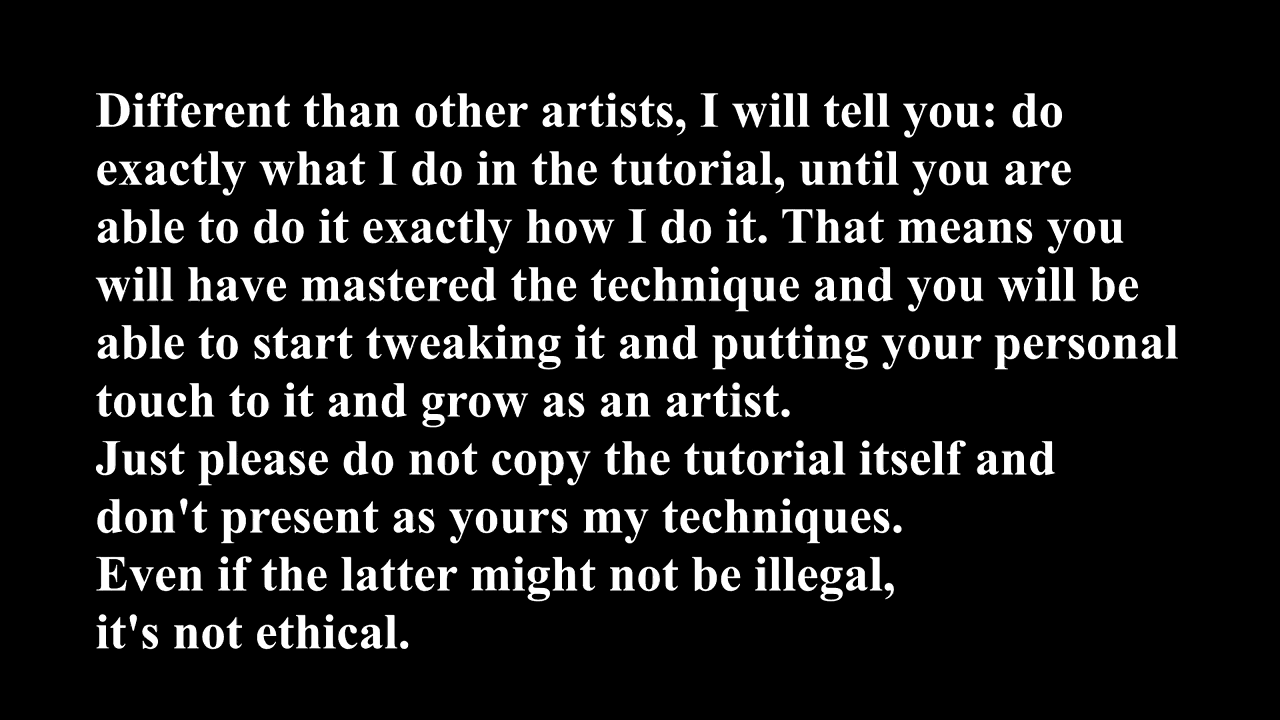 Different than other artists, I will tell you: do
exactly what I do in the tutorial, until you are
able to do it exactly how I do it. That means you
will have mastered the technique and you will be
able to start tweaking it and putting your personal
touch to it and grow as an artist.
Just please do not copy the tutorial itself and
don't present as yours my techniques.
Even if the latter might not be illegal,
it's not ethical.